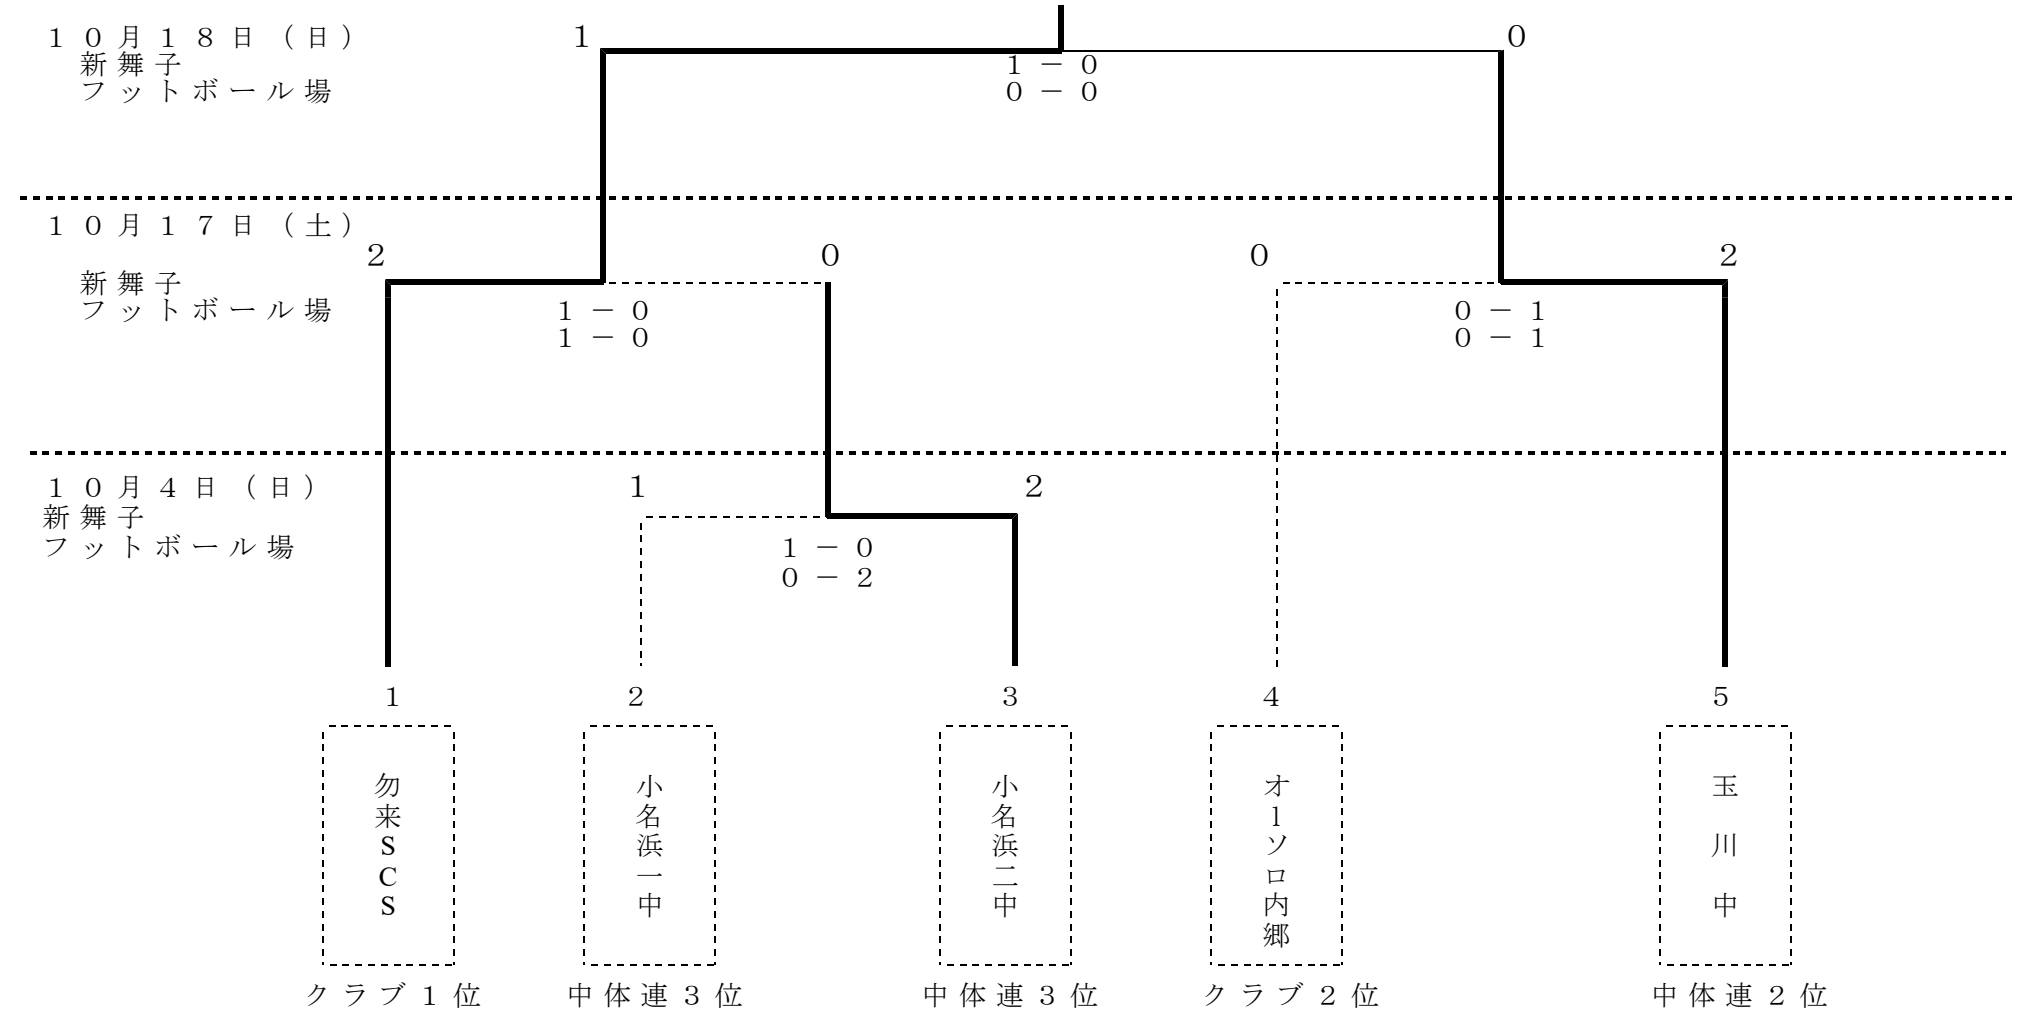 １０月１８日（日）
1
0
新舞子
フットボール場
１－０
０－０
１０月１７日（土）
2
0
0
2
新舞子
フットボール場
１－０
１－０
０－１
０－１
１０月４日（日）
1
2
新舞子
フットボール場
１－０
０－２
1
2
3
4
5
勿来SCS
小名浜一中
小名浜二中
オーソロ内郷
玉川中
クラブ１位
中体連３位
中体連３位
クラブ２位
中体連２位